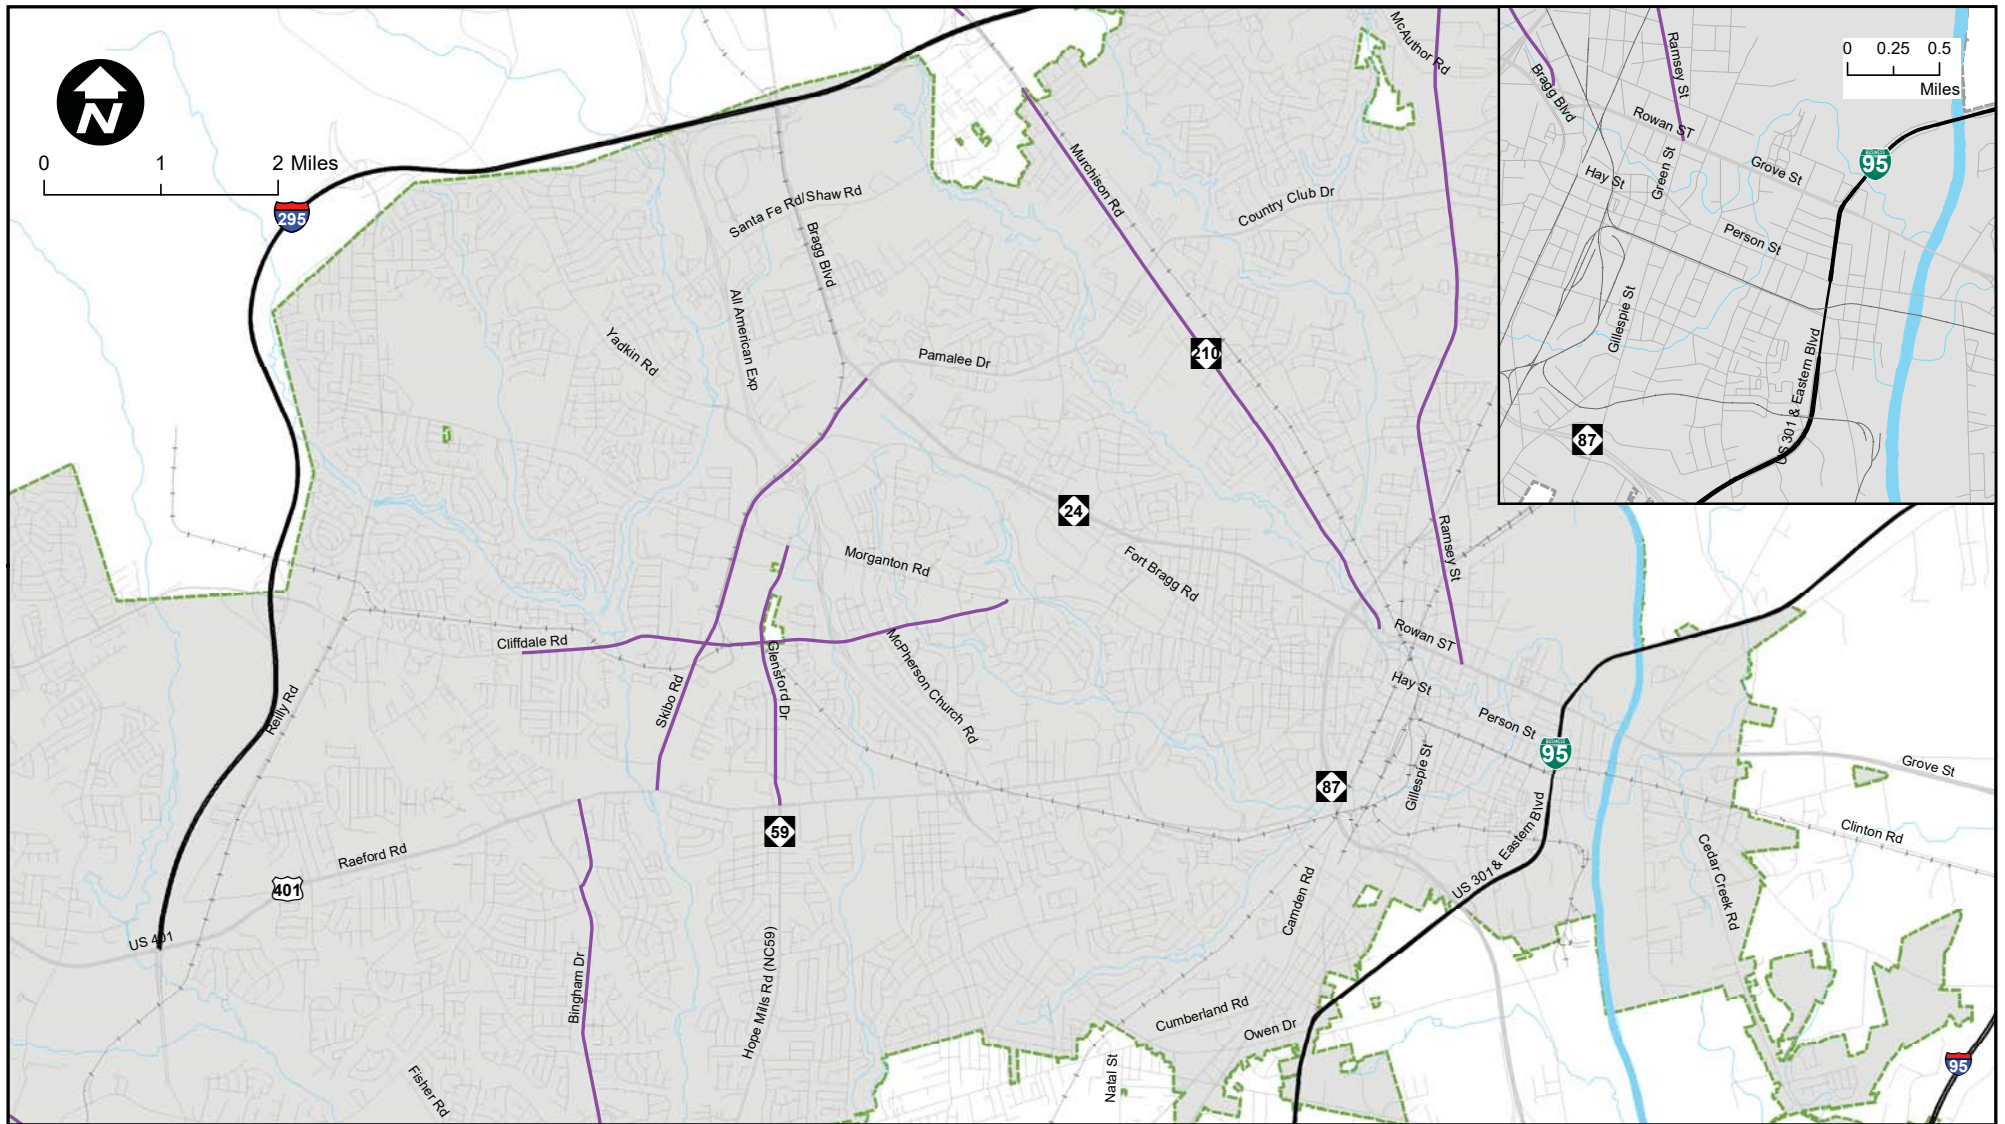 N
0 1 2 Miles
295
McAuthor Rd
Murchison Rd
Country Club Dr
Santa Fe Rd/Shaw Rd
Bragg Blvd
All American Exp
Yadkin Rd
Pamalee Dr
210
24
Morganton Rd
Fort Bragg Rd
Ramsey St
Cliffdale Rd
Glensford Dr
McPherson Church Rd
Skibo Rd
Reilly Rd
Rowan ST
Hay St
Person St
BUSINESS
95
Grove St
87
Gillespie St
59
Raeford Rd
401
US 401
US 301 & Eastern Blvd
Clinton Rd
Cedar Creek Rd
Camden Rd
Bingham Dr
Hope Mills Rd (NC59)
Cumberland Rd
Owen Dr
Natal St
Fisher Rd
95
0 0.25 0.5
Miles
Ramsey St
Bragg Blvd
Rowan ST
Green St
Hay St
Grove St
BUSINESS
95
Person St
Gillespie St
US 301 & Eastern Blvd
87